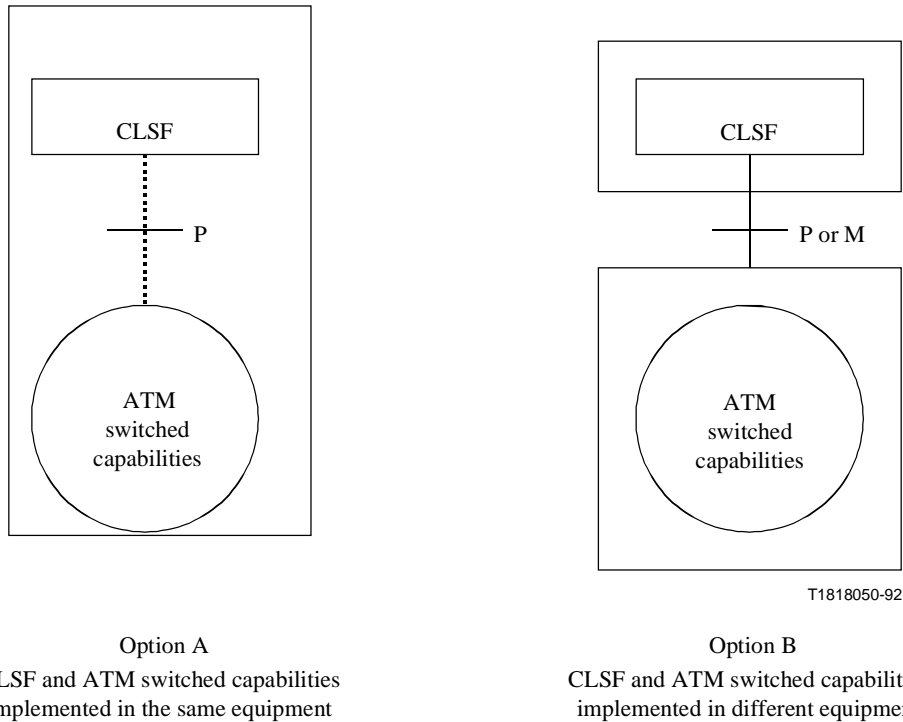 CLSF
P
ATM
switched
capabilities
CLSF
P or M
ATM
switched
capabilities
T1818050-92
Option A
LSF and ATM switched capabilities
mplemented in the same equipment
Option B
CLSF and ATM switched capabilit
implemented in different equipme